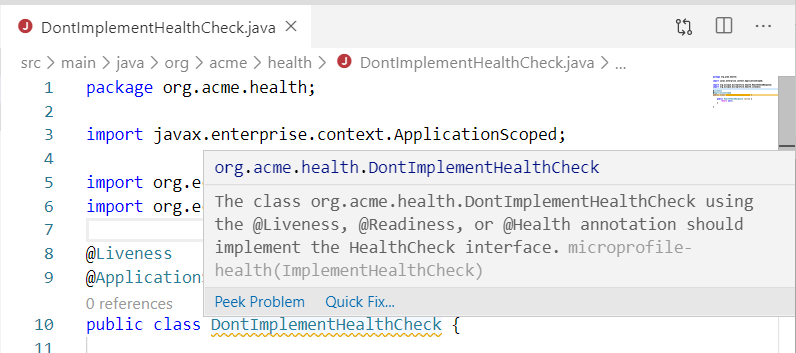 DontImplementHealthCheck.java
src > main > java > org > acme > health > DontImplementHealthCheck.java > ...
1 package org.acme.health;
2
3 import javax.enterprise.context.ApplicationScoped;
4
org.acme.health.DontImplementHealthCheck
5 import org.e
6 import org.e
The class org.acme.health.DontImplementHealthCheck using
the @Liveness, @Readiness, or @Health annotation should
implement the HealthCheck interface. microprofile-
health(ImplementHealthCheck)
Peek Problem Quick Fix...
7
8 @Liveness
9 @Application
0 references
10 public class DontImplementHealthCheck {
11